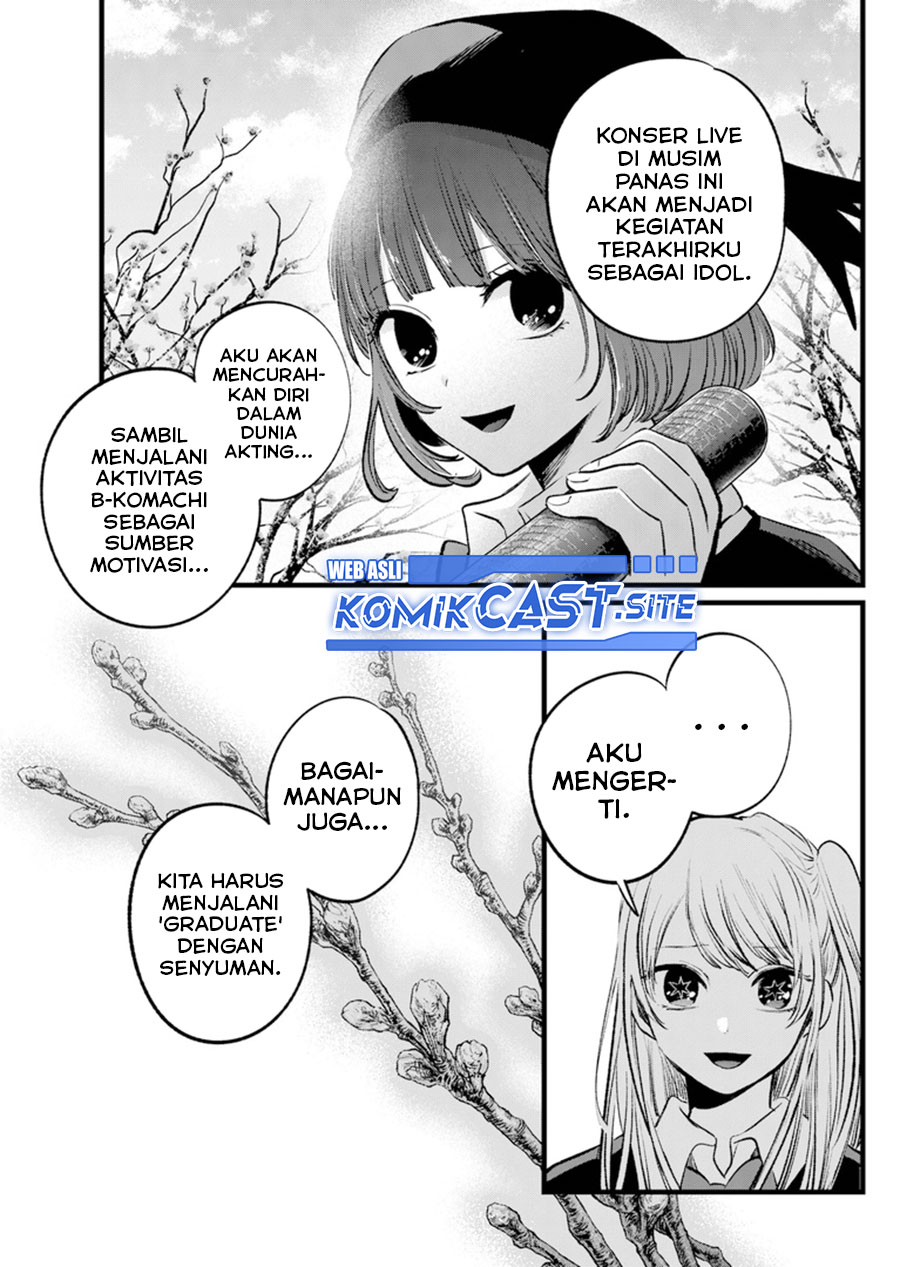 KONSER LIVE
DI MUSIM
PANAS INI
AKAN MENJADI
KEGIATAN
TERAKHIRKU
SEBAGAI IDOL.
AKU AKAN
MENCURAH-
KAN DIRI
DALAM
DUNIA
AKTING...
SAMBIL
MENJALANI
AKTIVITAS
B-KOMACHI
SEBAGAI
SUMBER
MOTIVASI...
WEB ASLI
KOMIKCAST.SITE
...
AKU
MENGER-
TI.
BAGAI-
MANAPUN
JUGA...
KITA HARUS
MENJALANI
'GRADUATE'
DENGAN
SENYUMAN.